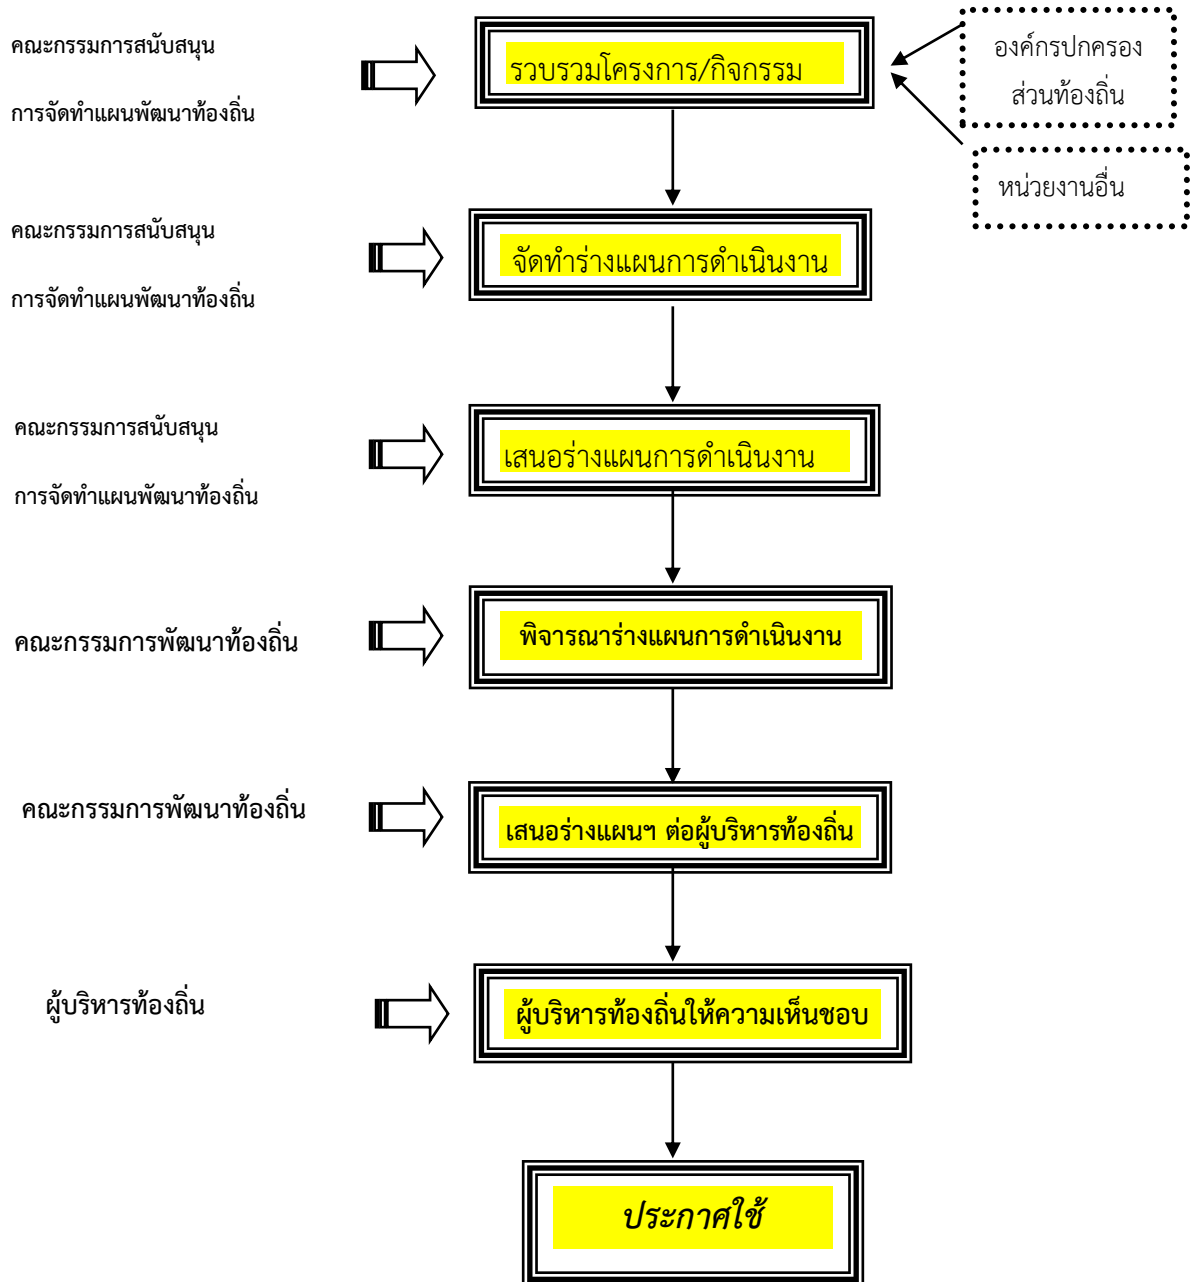 คณะกรรมการสนับสนุน
การจัดทำแผนพัฒนาท้องถิ่น
รวบรวมโครงการ/กิจกรรม
องค์กรปกครอง
ส่วนท้องถิ่น
หน่วยงานอื่น
คณะกรรมการสนับสนุน
การจัดทำแผนพัฒนาท้องถิ่น
จัดทำร่างแผนการดำเนินงาน
คณะกรรมการสนับสนุน
การจัดทำแผนพัฒนาท้องถิ่น
เสนอร่างแผนการดำเนินงาน
คณะกรรมการพัฒนาท้องถิ่น
พิจารณาร่างแผนการดำเนินงาน
คณะกรรมการพัฒนาท้องถิ่น
เสนอร่างแผนฯ ต่อผู้บริหารท้องถิ่น
ผู้บริหารท้องถิ่น
ผู้บริหารท้องถิ่นให้ความเห็นชอบ
ประกาศใช้